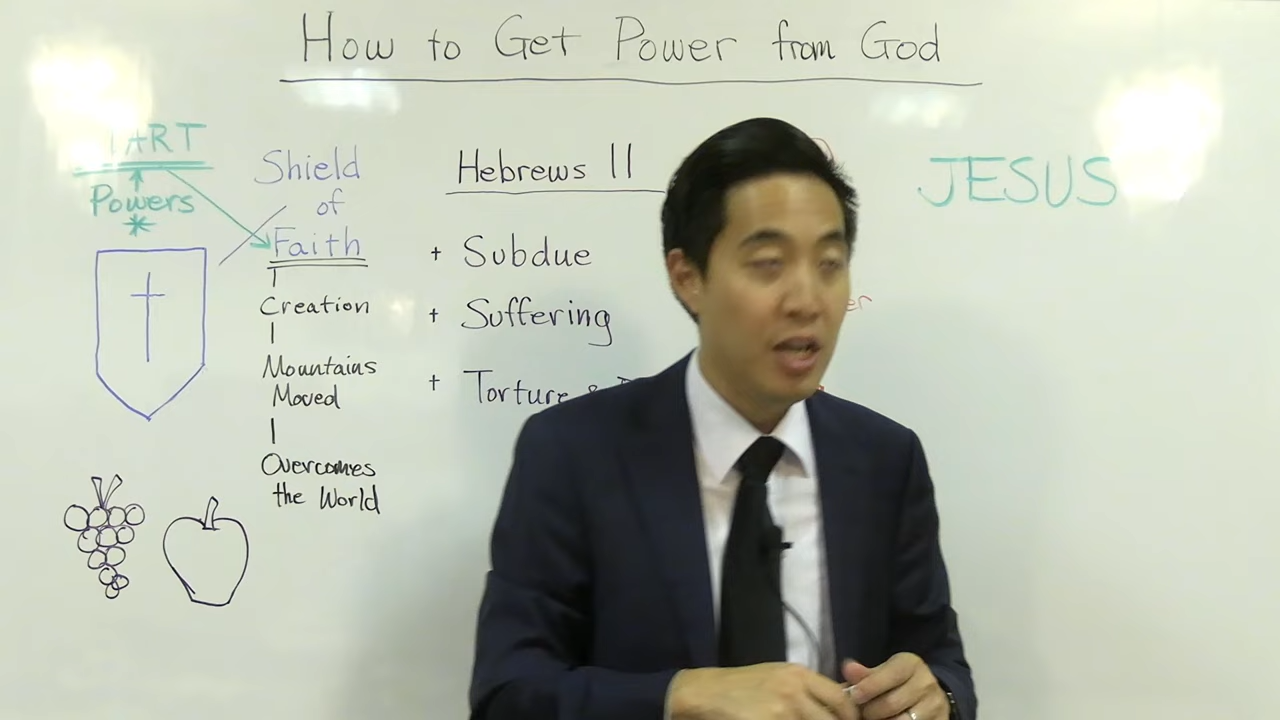 How to Get Power from God
TART
Powers
Shield
of
Faith
Creation
Mountains
Moved
Overcomes
the World
Hebrews 11
+ Subdue
+ Suffering
+ Torture &
JESUS